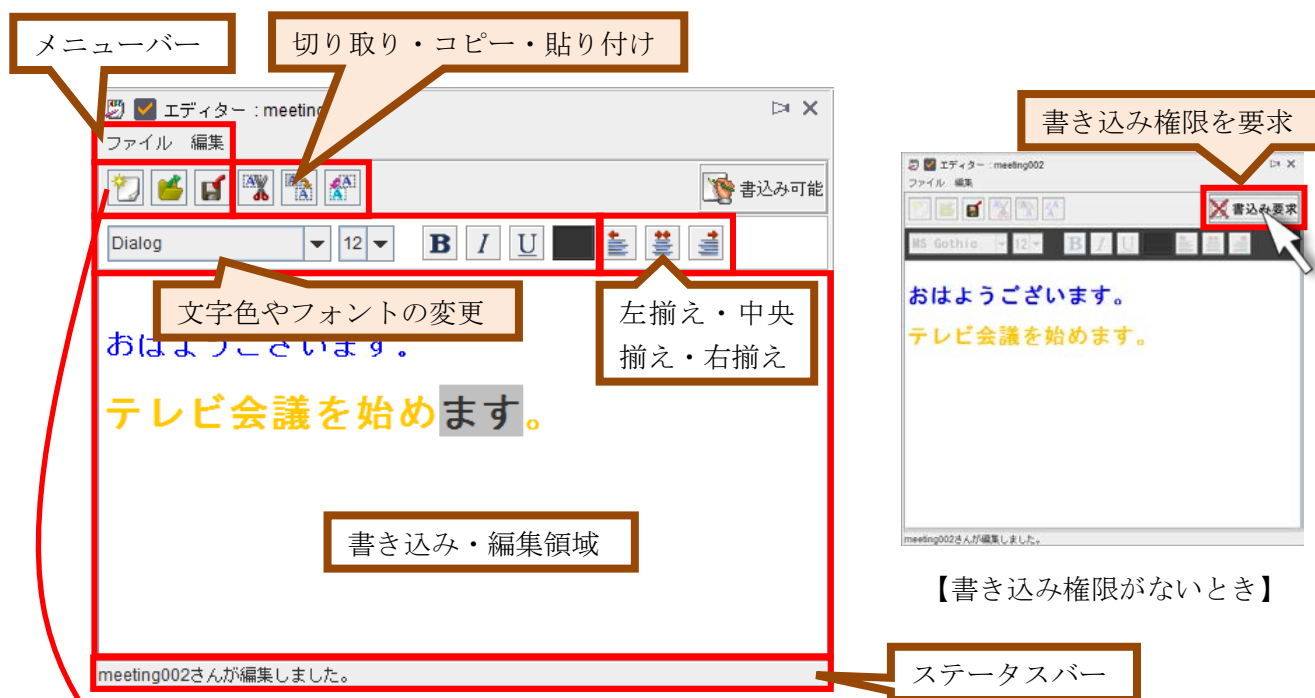 メニューバー
切り取り・コピー・貼り付け
エディター : meeting
ファイル 編集
書込み可能
Dialog 12 B I U
文字色やフォントの変更
左揃え・中央
揃え・右揃え
おはようございます。
テレビ会議を始めます。
書き込み・編集領域
meeting002さんが編集しました。
ステータスバー
書き込み権限を要求
エディター : meeting002
ファイル 編集
書込み要求
MS Gothic 12 B I U
おはようございます。
テレビ会議を始めます。
meeting002さんが編集しました。
【書き込み権限がないとき】